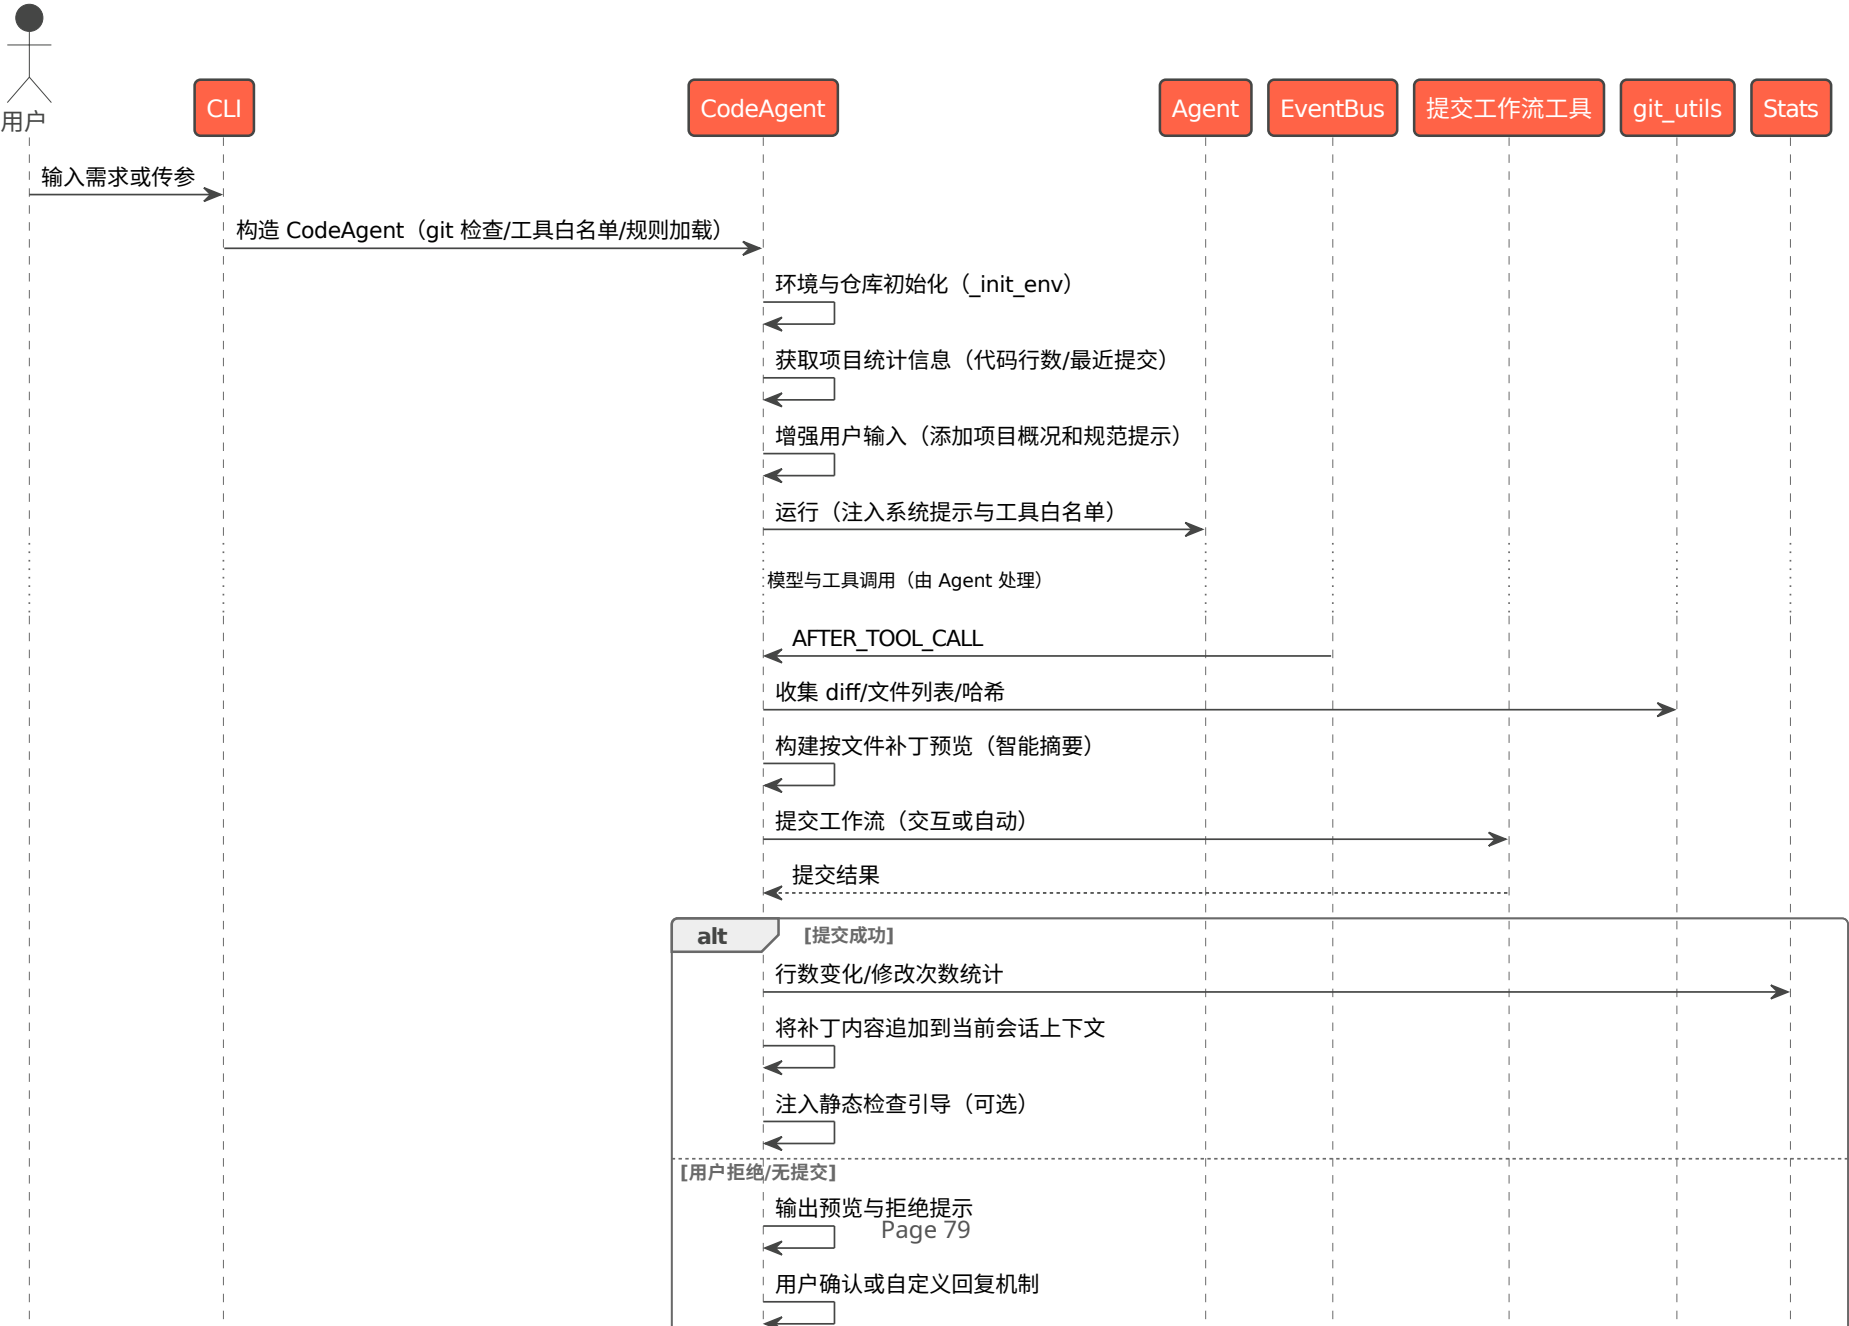 用户
CLI
CodeAgent
Agent
EventBus
提交工作流工具
git_utils
Stats
输入需求或传参
构造 CodeAgent（git 检查/工具白名单/规则加载）
环境与仓库初始化（_init_env）
获取项目统计信息（代码行数/最近提交）
增强用户输入（添加项目概况和规范提示）
运行（注入系统提示与工具白名单）
模型与工具调用（由 Agent 处理）
AFTER_TOOL_CALL
收集 diff/文件列表/哈希
构建按文件补丁预览（智能摘要）
提交工作流（交互或自动）
提交结果
alt
[提交成功]
行数变化/修改次数统计
将补丁内容追加到当前会话上下文
注入静态检查引导（可选）
[用户拒绝/无提交]
输出预览与拒绝提示
Page 79
用户确认或自定义回复机制